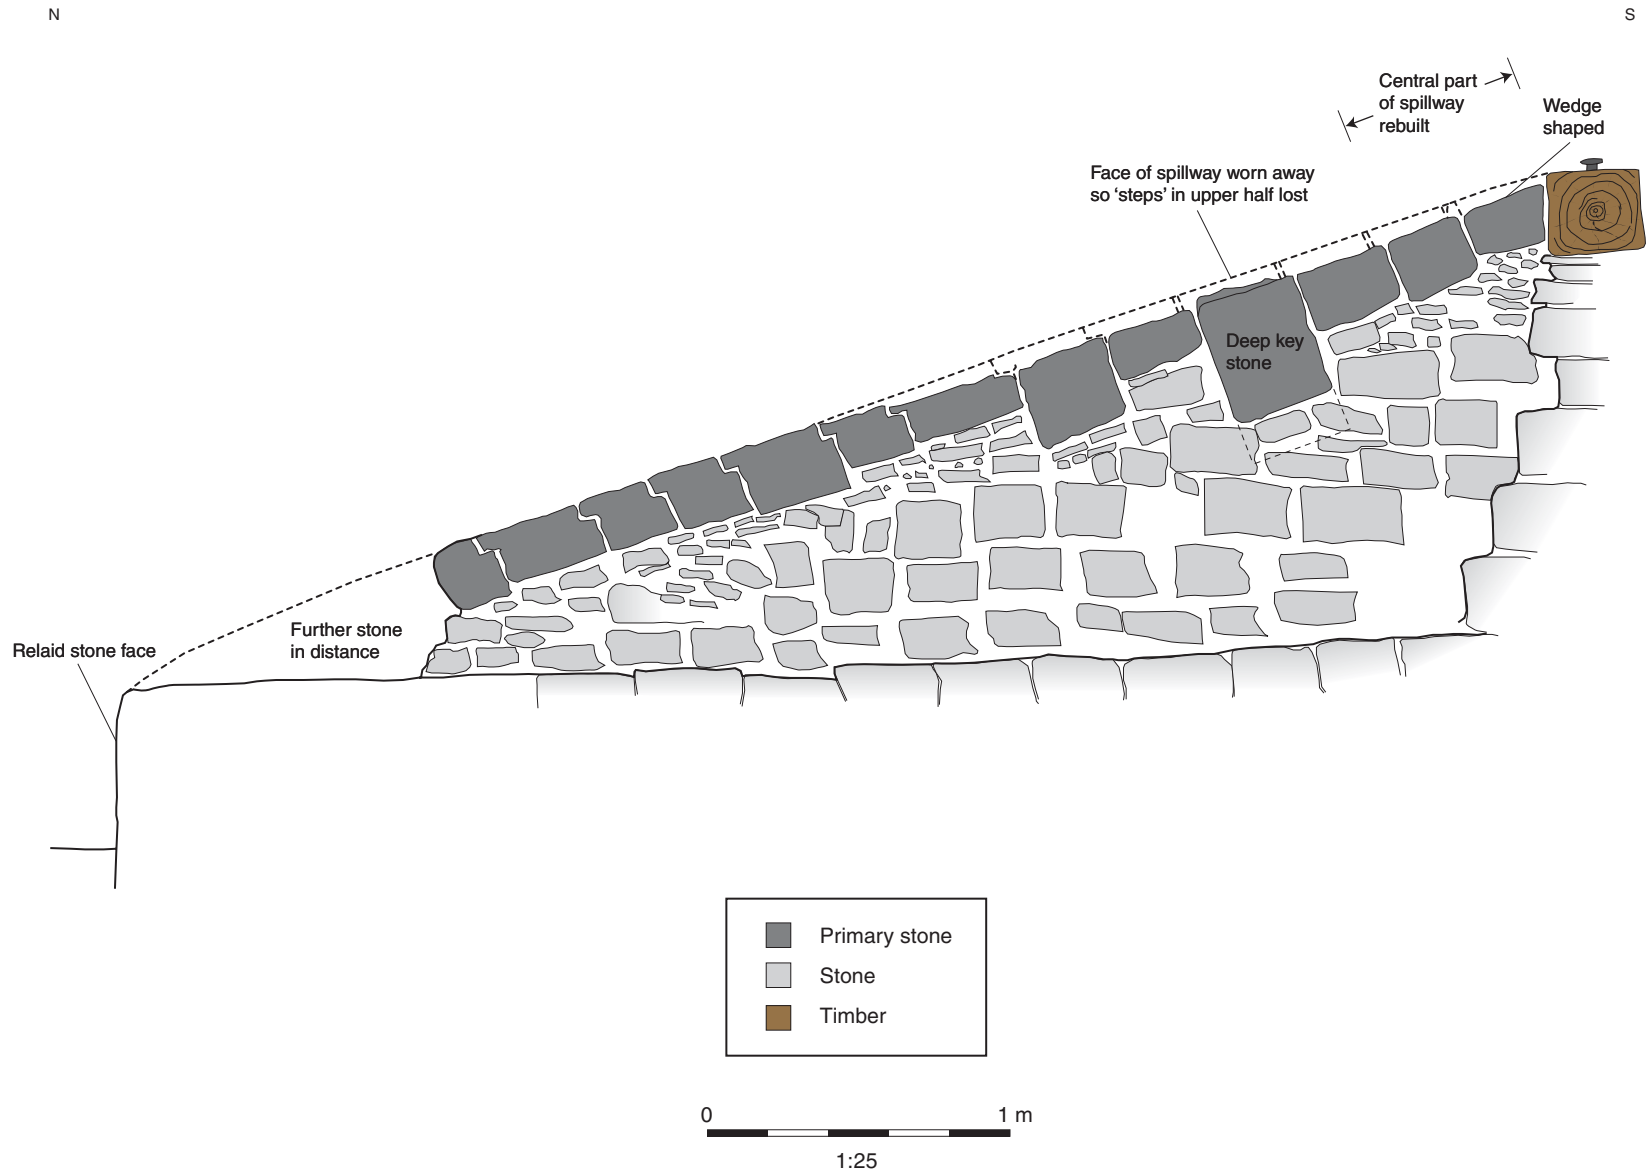 N
S
Central part
of spillway
rebuilt
Wedge
shaped
Face of spillway worn away
so ‘steps’ in upper half lost
Deep key
stone
Further stone
in distance
Relaid stone face
Primary stone
Stone
Timber
0
1 m
1:25